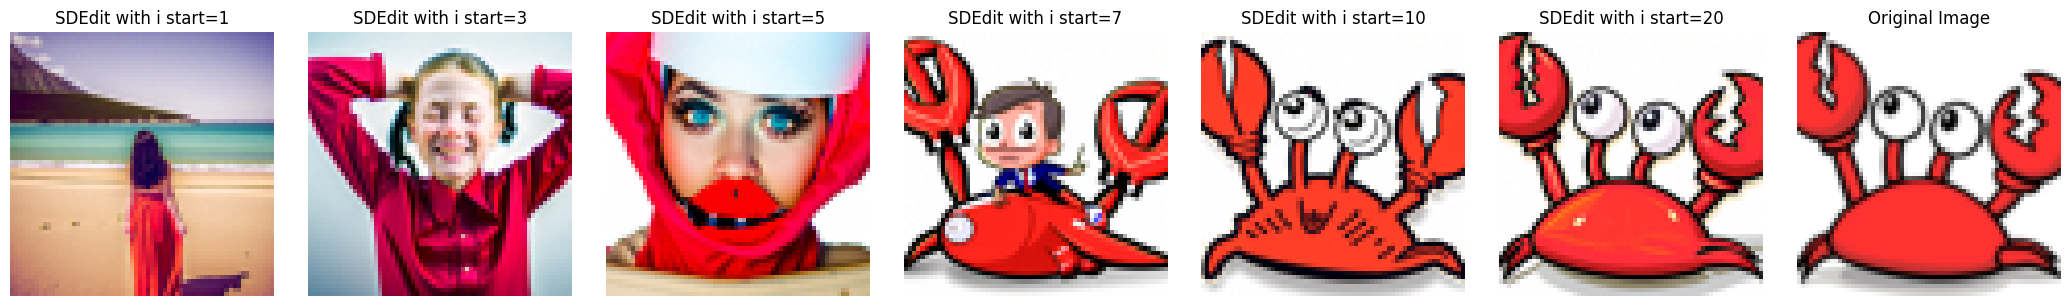 SDEdit with i start=1
SDEdit with i start=3
SDEdit with i start=5
SDEdit with i start=7
SDEdit with i start=10
SDEdit with i start=20
Original Image